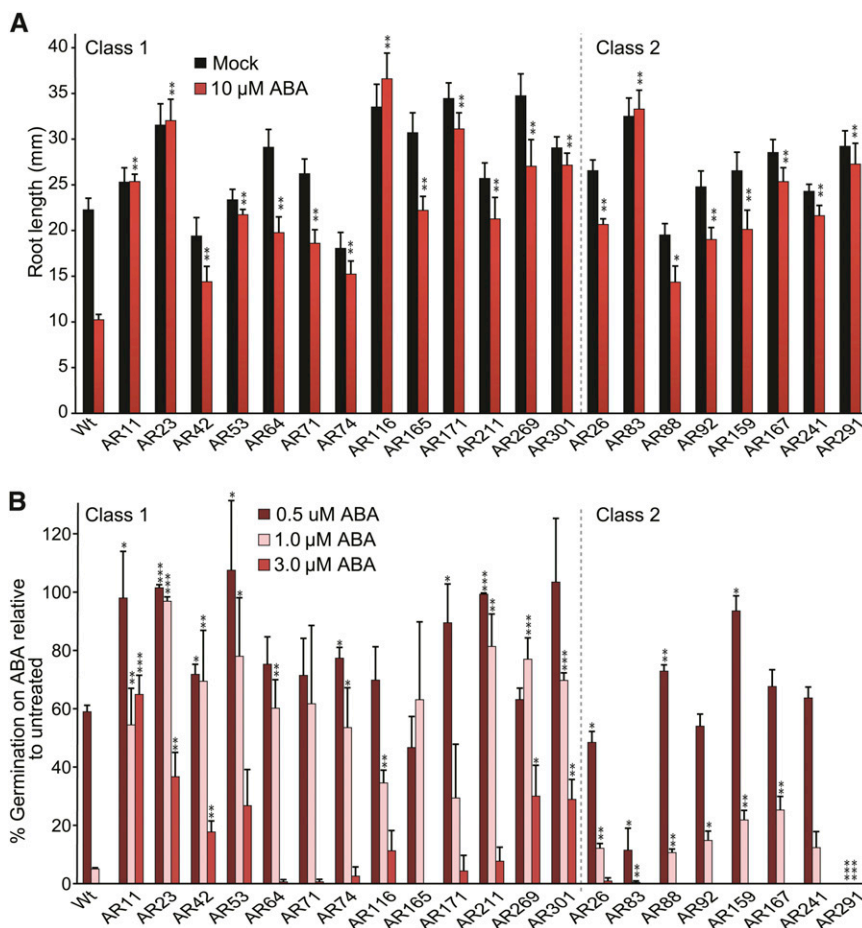 A
Class 1
Class 2
Mock
10 µM ABA
Root length (mm)
40
35
30
25
20
15
10
5
0
** ** ** ** ** ** ** ** ** ** ** ** ** ** ** * ** ** ** ** **
Wt AR11 AR23 AR42 AR53 AR64 AR71 AR74 AR116 AR165 AR171 AR211 AR269 AR301 AR26 AR83 AR88 AR92 AR159 AR167 AR241 AR291
B
Class 1
Class 2
0.5 uM ABA
1.0 µM ABA
3.0 µM ABA
% Germination on ABA relative
to untreated
120
100
80
60
40
20
0
* ** *** *** *** ** * ** ** * * ** * ** ** * *** ** *** * *** ** * ** * ** ** ** * * ** ** *** ***
Wt AR11 AR23 AR42 AR53 AR64 AR71 AR74 AR116 AR165 AR171 AR211 AR269 AR301 AR26 AR83 AR88 AR92 AR159 AR167 AR241 AR291